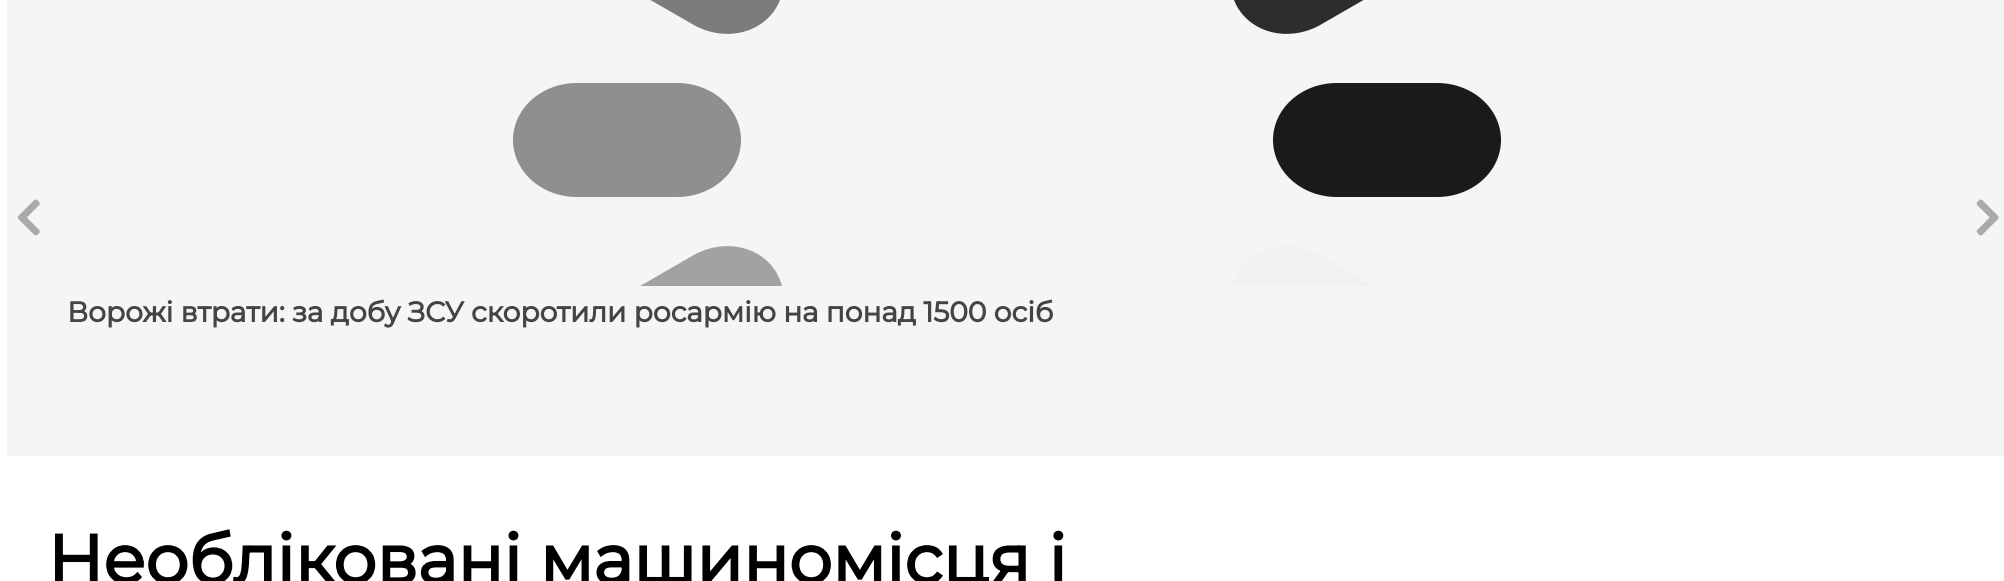 Ворожі втрати: за добу ЗСУ скоротили росармію на понад 1500 осіб
Необліковані машиномісця і